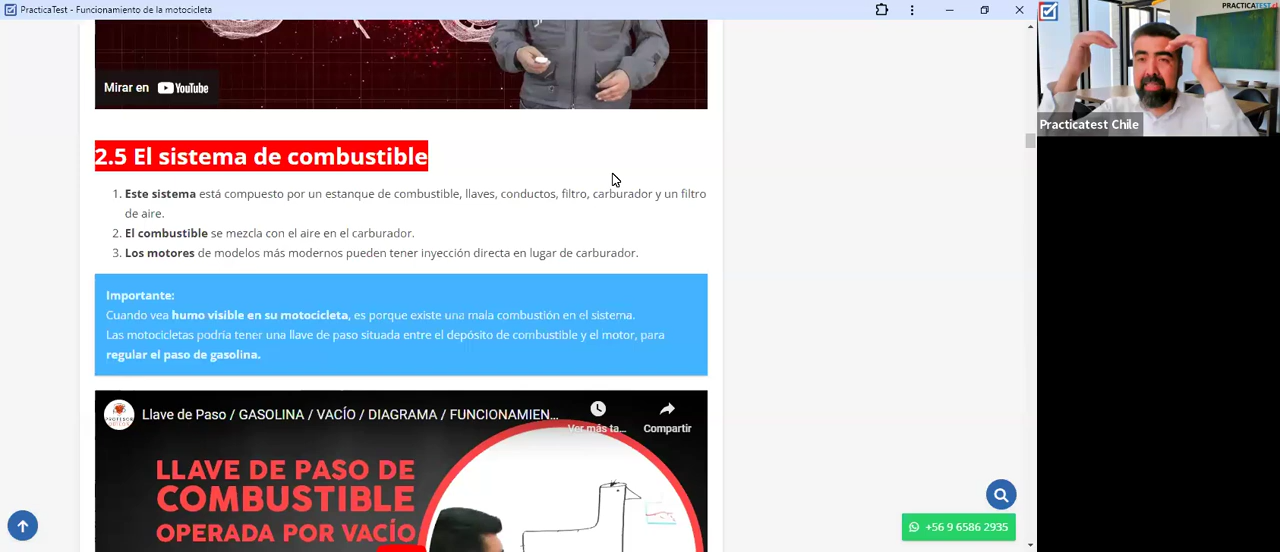 PracticaTest - Funcionamiento de la motocicleta
PRACTICATEST.cl
Practicatest Chile
Mirar en YouTube
2.5 El sistema de combustible
1. Este sistema está compuesto por un estanque de combustible, llaves, conductos, filtro, carburador y un filtro
de aire.
2. El combustible se mezcla con el aire en el carburador.
3. Los motores de modelos más modernos pueden tener inyección directa en lugar de carburador.
Importante:
Cuando vea humo visible en su motocicleta, es porque existe una mala combustión en el sistema.
Las motocicletas podría tener una llave de paso situada entre el depósito de combustible y el motor, para
regular el paso de gasolina.
Llave de Paso / GASOLINA / VACÍO / DIAGRAMA / FUNCIONAMIEN...
Ver más ta...
Compartir
LLAVE DE PASO DE
COMBUSTIBLE
OPERADA POR VACÍO
+56 9 6586 2935